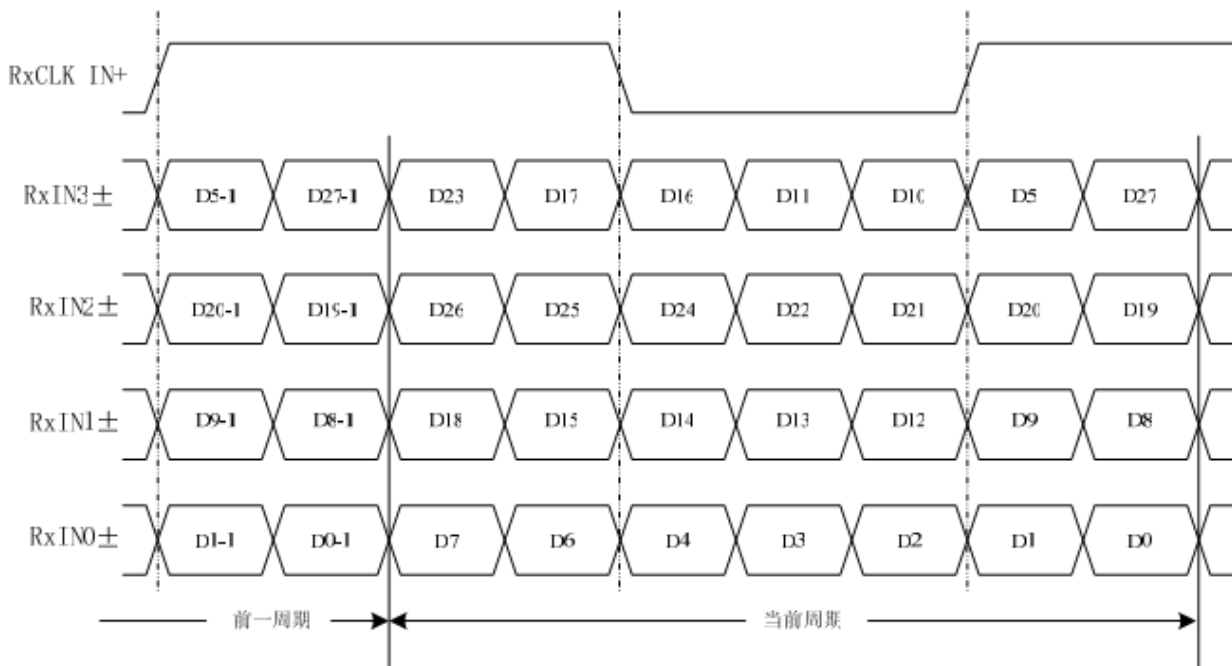 RxCLK IN+
RxIN3± D5-1 D27-1 D23 D17 D16 D11 D10 D5 D27
RxIN2± D20-1 D19-1 D26 D25 D24 D22 D21 D20 D19
RxIN1± D9-1 D8-1 D18 D15 D14 D13 D12 D9 D8
RxIN0± D1-1 D0-1 D7 D6 D4 D3 D2 D1 D0
前一周期 当前周期